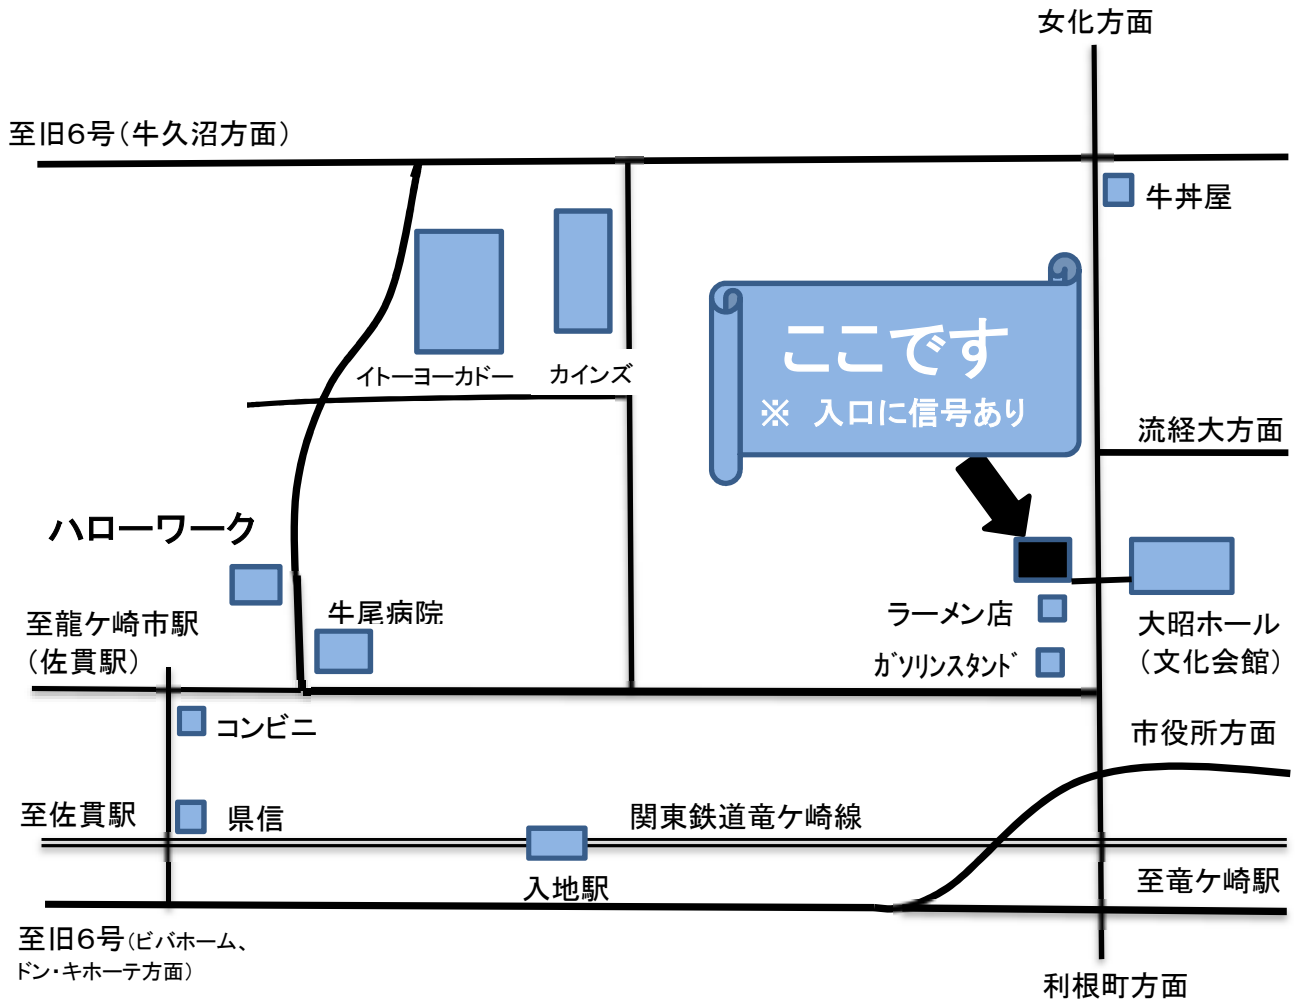 女化方面
至旧6号(牛久沼方面)
牛丼屋
ここです
※　入口に信号あり
イトーヨーカドー
カインズ
流経大方面
ハローワーク
牛尾病院
ラーメン店
大昭ホール
(文化会館)
至龍ケ崎市駅
(佐貫駅)
ｶﾞソリンスタンﾄﾞ
コンビニ
市役所方面
至佐貫駅
県信
関東鉄道竜ケ崎線
入地駅
至竜ケ崎駅
至旧6号(ビバホーム、
ドン・キホーテ方面)
利根町方面